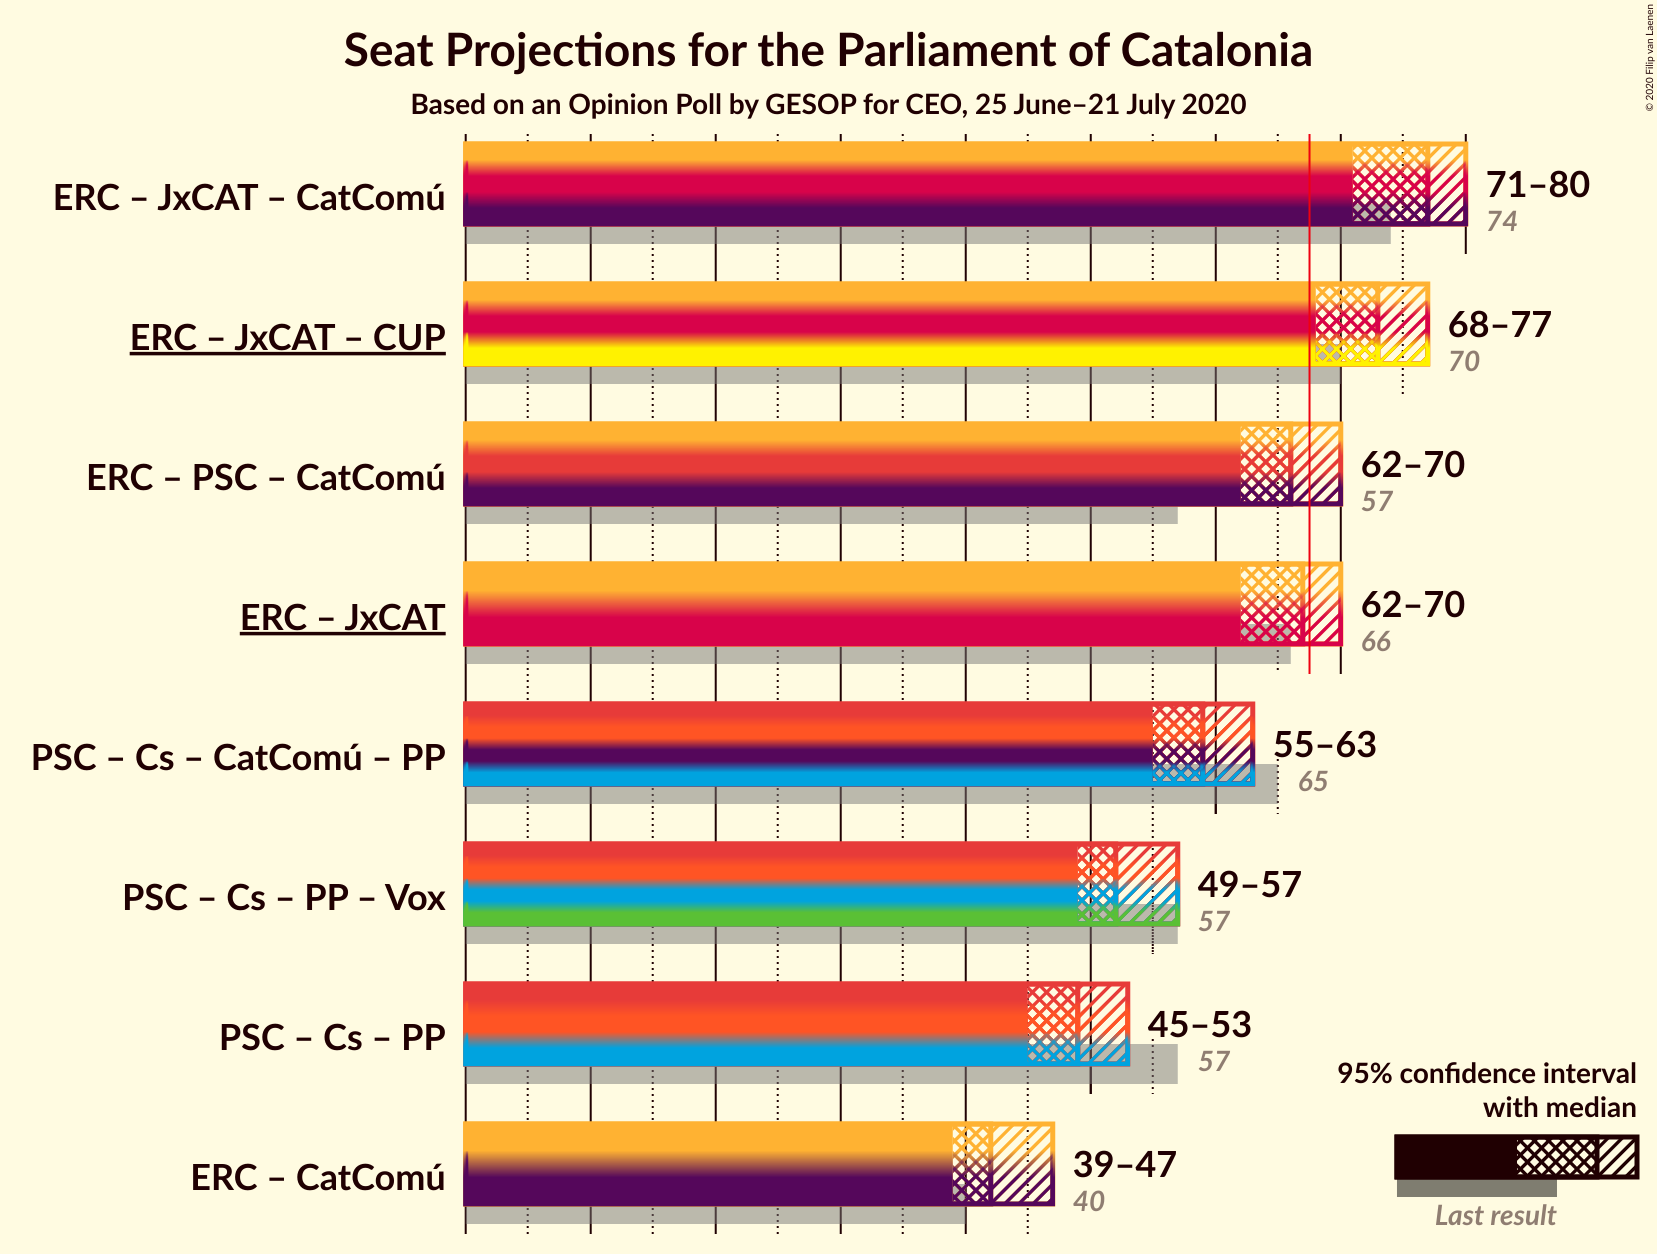 Seat Projections for the Parliament of Catalonia
Based on an Opinion Poll by GESOP for CEO, 25 June–21 July 2020
© 2020 Filip van Laenen
ERC – JxCAT – CatComú
71–80
74
ERC – JxCAT – CUP
68–77
70
ERC – PSC – CatComú
62–70
57
ERC – JxCAT
62–70
66
PSC – Cs – CatComú – PP
55–63
65
PSC – Cs – PP – Vox
49–57
57
PSC – Cs – PP
45–53
57
ERC – CatComú
39–47
40
95% confidence interval
with median
Last result